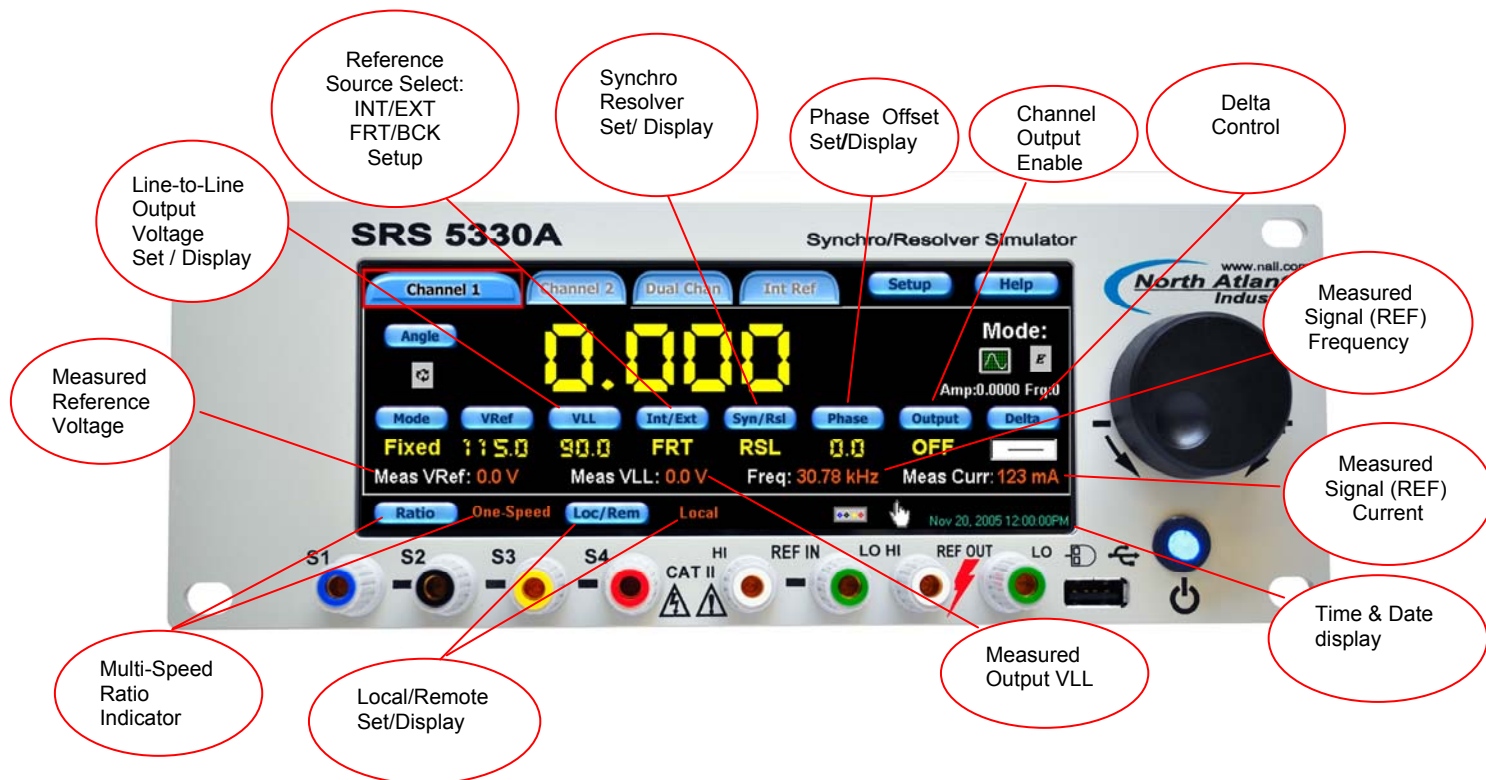 Reference
Source Select:
INT/EXT
FRT/BCK
Setup
Synchro
Resolver
Set/ Display
Phase Offset
Set/Display
Channel
Output
Enable
Delta
Control
Line-to-Line
Output
Voltage
Set / Display
SRS 5330A
Synchro/Resolver Simulator
www.naii.com
North Atlant
Indus
Channel 1
Channel 2
Dual Chan
Int Ref
Setup
Help
Measured
Signal (REF)
Frequency
Angle
0.000
Mode:
E
Amp:0.0000 Frq:0
Measured
Reference
Voltage
Mode
VRef
VLL
Int/Ext
Syn/Rsl
Phase
Output
Delta
Fixed
115.0
90.0
FRT
RSL
0.0
OFF
Meas VRef: 0.0 V
Meas VLL: 0.0 V
Freq: 30.78 kHz
Meas Curr: 123 mA
Measured
Signal (REF)
Current
Ratio
One-Speed
Loc/Rem
Local
Nov 20, 2005 12:00:00PM
S1
S2
S3
S4
CAT II
HI
REF IN
LO
HI
REF OUT
LO
Time & Date
display
Multi-Speed
Ratio
Indicator
Local/Remote
Set/Display
Measured
Output VLL